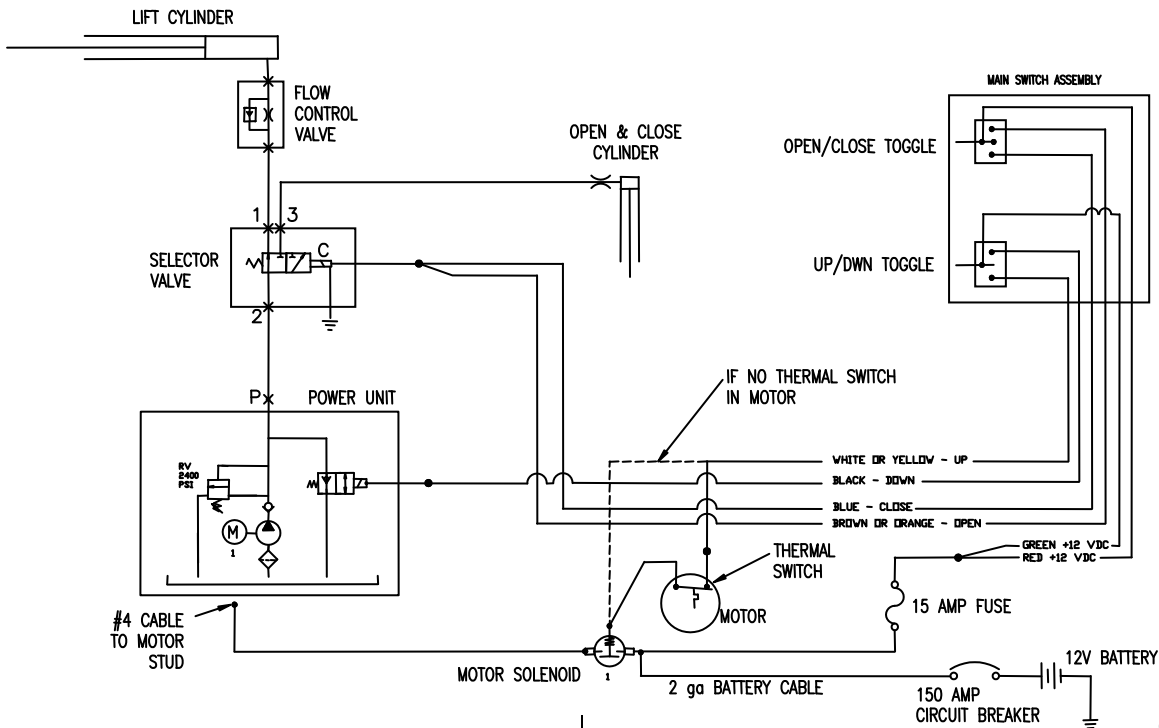 LIFT CYLINDER
FLOW
CONTROL
VALVE
OPEN & CLOSE
CYLINDER
MAIN SWITCH ASSEMBLY
OPEN/CLOSE TOGGLE
UP/DWN TOGGLE
1 3
C
SELECTOR
VALVE
2
P
POWER UNIT
RV
2400
PSI
M
1
IF NO THERMAL SWITCH
IN MOTOR
WHITE OR YELLOW - UP
BLACK - DOWN
BLUE - CLOSE
BROWN OR ORANGE - OPEN
GREEN +12 VDC
RED +12 VDC
THERMAL
SWITCH
MOTOR
15 AMP FUSE
#4 CABLE
TO MOTOR
STUD
MOTOR SOLENOID
1
2 ga BATTERY CABLE
12V BATTERY
150 AMP
CIRCUIT BREAKER